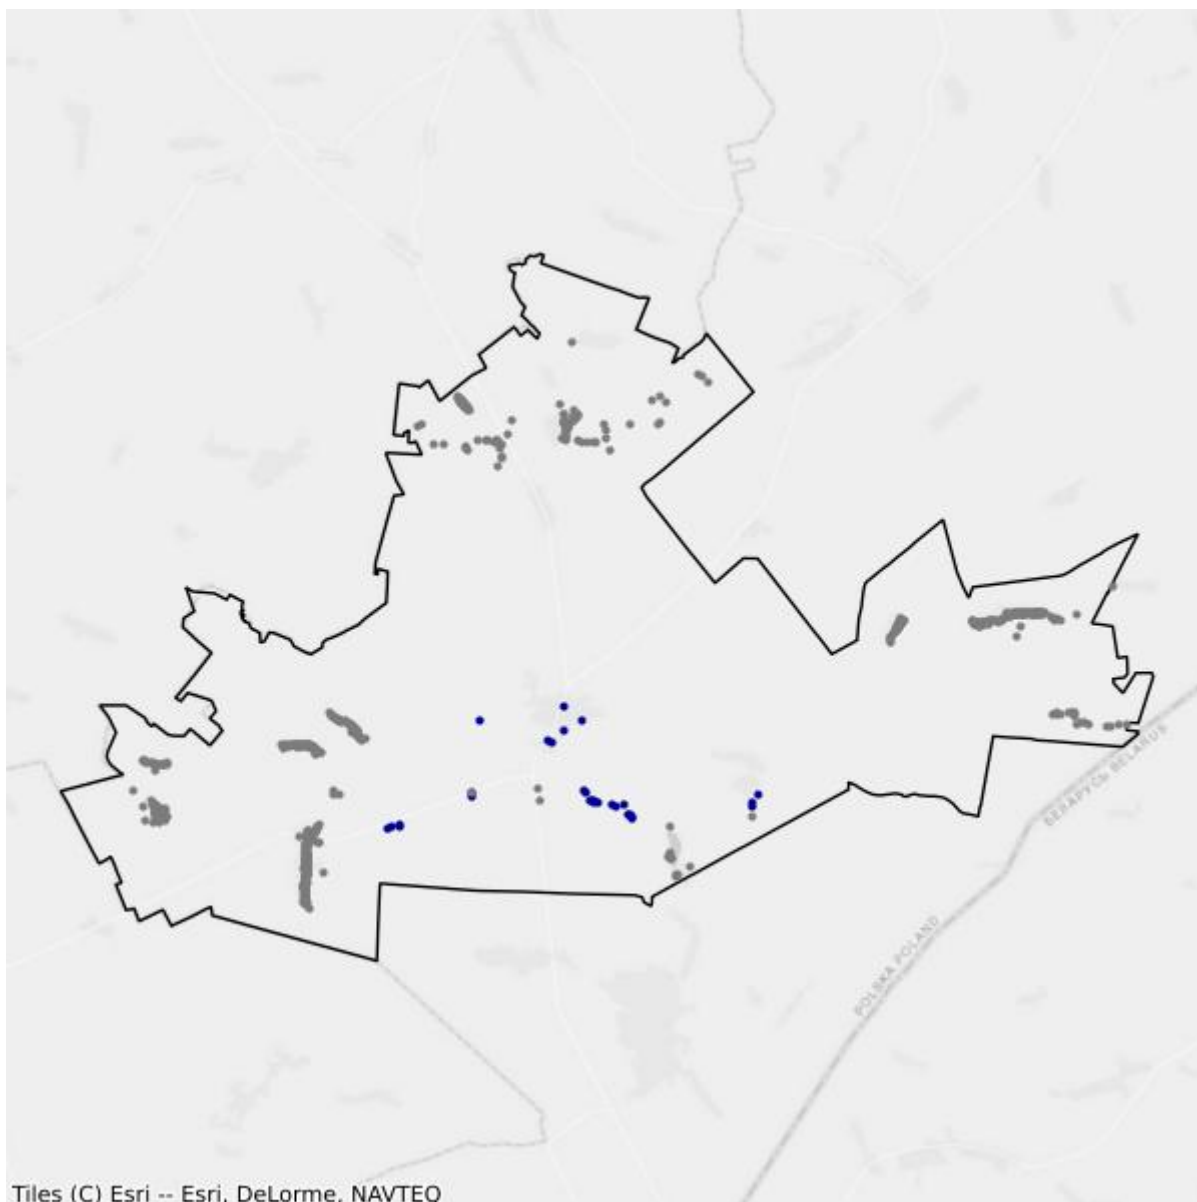 БЕЛАРУСЬ BELARUS
POLSKA POLAND
Tiles (C) Esri -- Esri, DeLorme, NAVTEQ